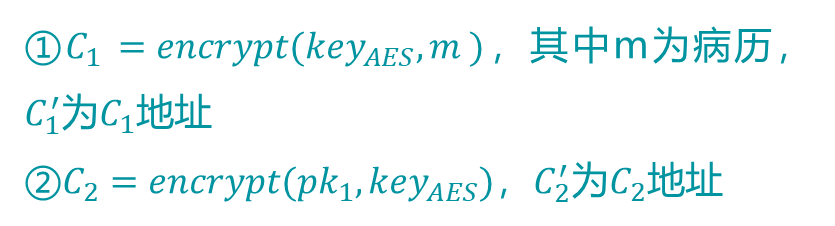 ①C₁ = encrypt(key_AES, m)，其中m为病历，
C₁′为C₁地址
②C₂ = encrypt(pk₁, key_AES)，C₂′为C₂地址